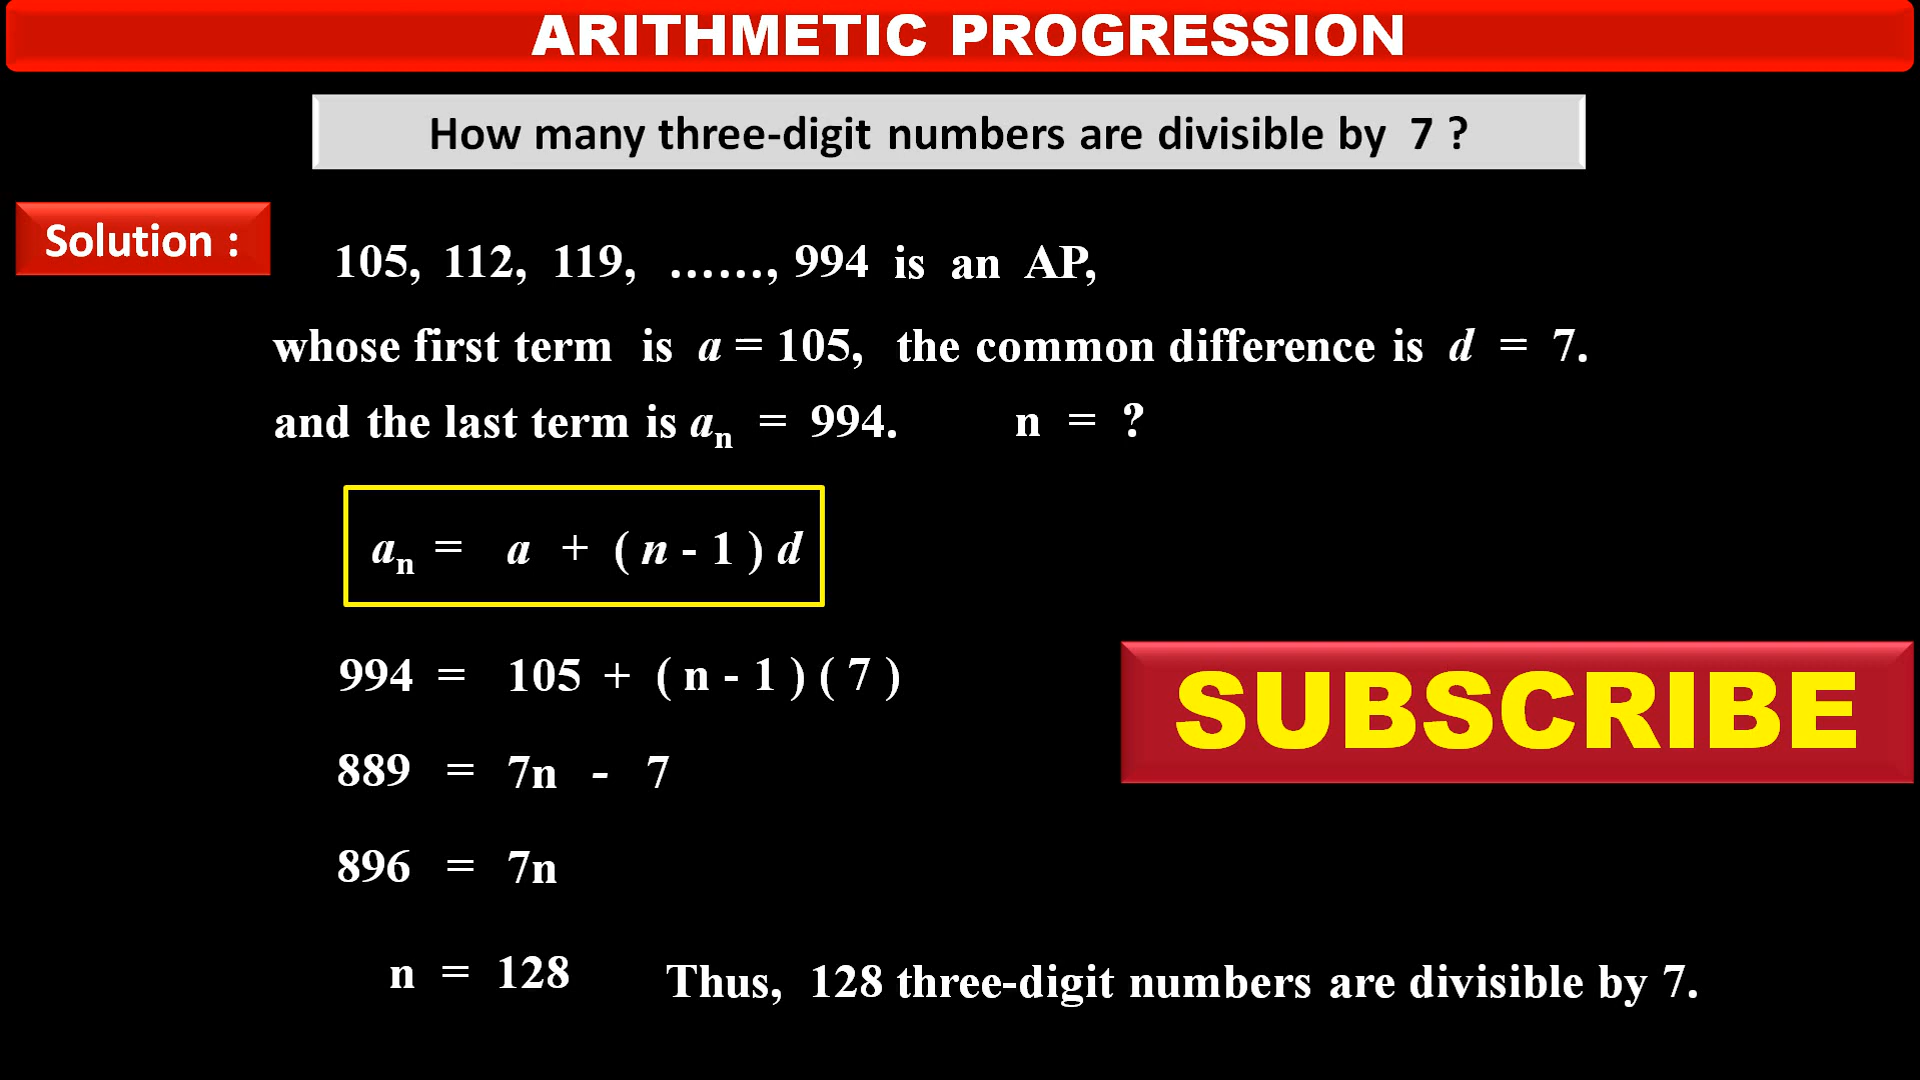 ARITHMETIC PROGRESSION
How many three-digit numbers are divisible by 7 ?
Solution :
105, 112, 119, ......, 994 is an AP,
whose first term is a = 105, the common difference is d = 7.
and the last term is aₙ = 994. n = ?
aₙ = a + ( n - 1 ) d
994 = 105 + ( n - 1 ) ( 7 )
SUBSCRIBE
889 = 7n - 7
896 = 7n
n = 128 Thus, 128 three-digit numbers are divisible by 7.